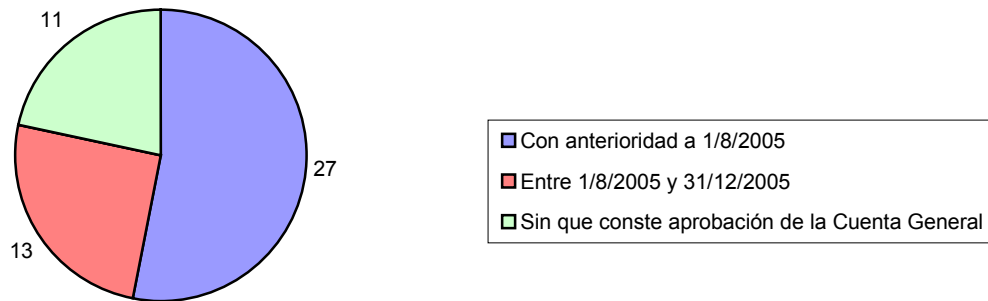 11
27
13
Con anterioridad a 1/8/2005
Entre 1/8/2005 y 31/12/2005
Sin que conste aprobación de la Cuenta General